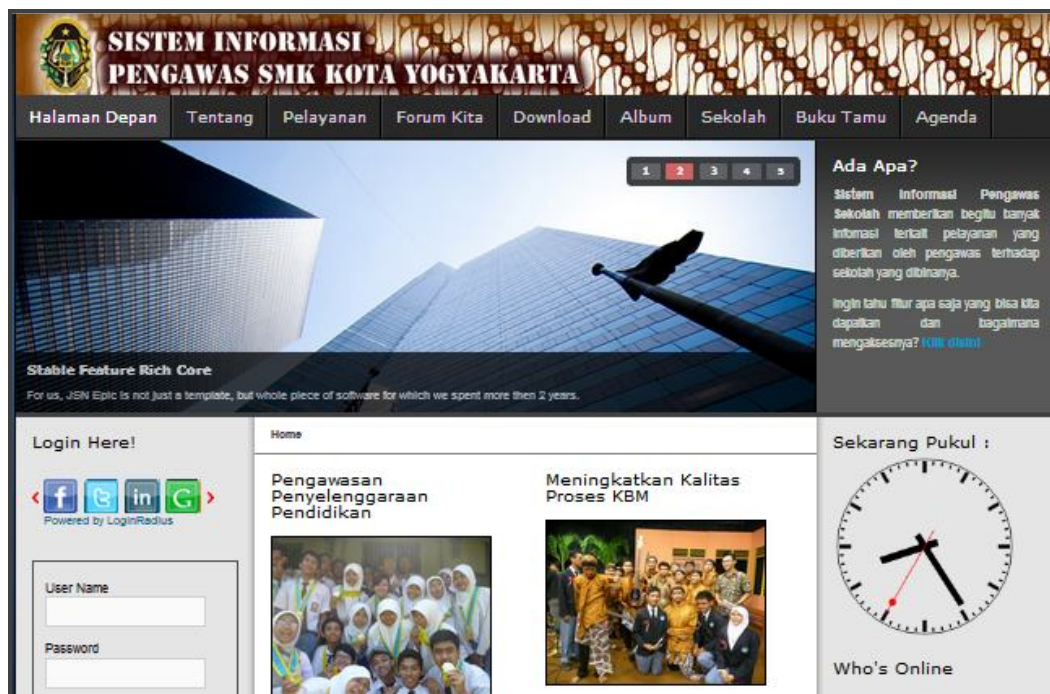 SISTEM INFORMASI
PENGAWAS SMK KOTA YOGYAKARTA
Halaman Depan Tentang Pelayanan Forum Kita Download Album Sekolah Buku Tamu Agenda
1 2 3 4 5
Stable Feature Rich Core
For us, JSN Epic is not just a template, but whole piece of software for which we spent more then 2 years.
Ada Apa?
Sistem Informasi Pengawas
Sekolah memberikan begitu banyak
infomasi terkait pelayanan yang
diberikan oleh pengawas terhadap
sekolah yang dibinanya.
Ingin tahu fitur apa saja yang bisa kita
dapatkan dan bagaimana
mengaksesnya? Klik disini
Login Here!
f t in G
Powered by LoginRadius
User Name
Password
Home
Pengawasan
Penyelenggaraan
Pendidikan
Meningkatkan Kalitas
Proses KBM
Sekarang Pukul :
Who's Online